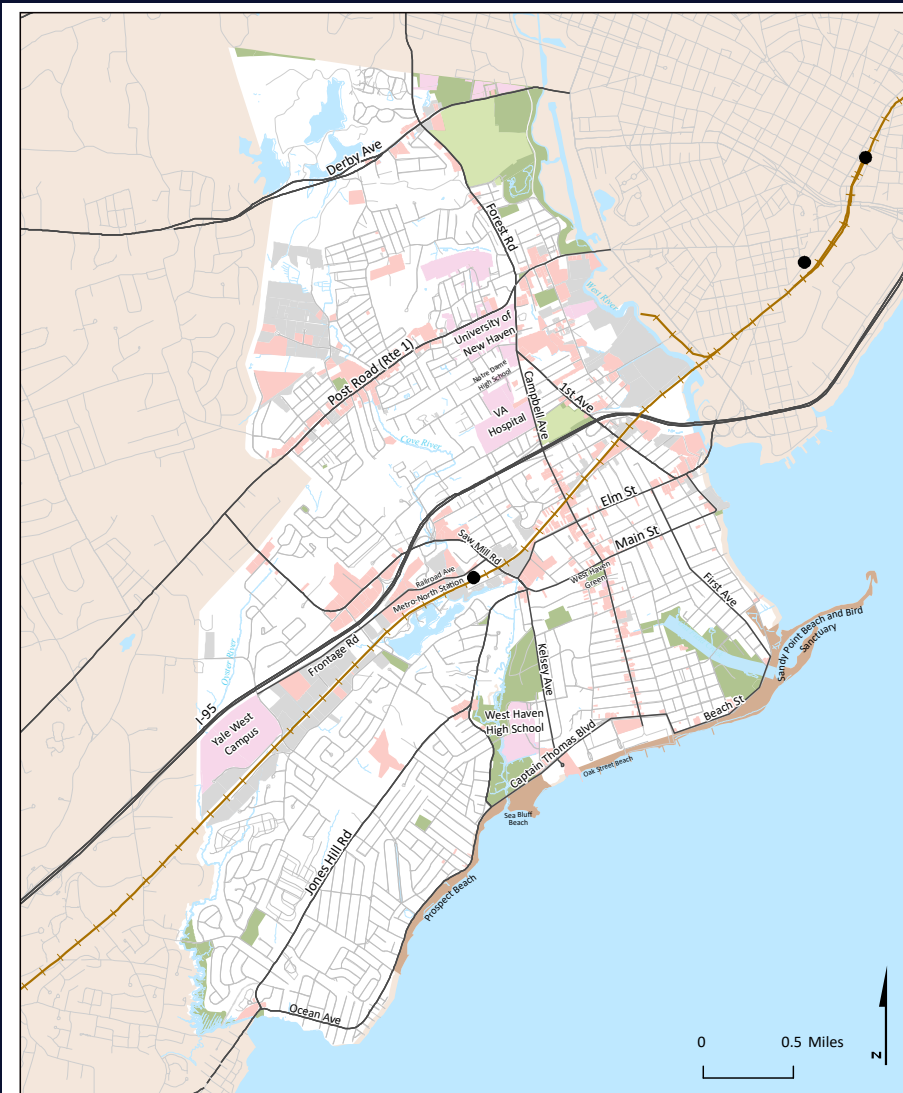 Derby Ave
Forest Rd
West River
University of
New Haven
Post Road (Rte 1)
Notre Dame
High School
Campbell Ave
1st Ave
VA
Hospital
Cove River
Elm St
Saw Mill Rd
Main St
Railroad Ave
Metro-North Station
West Haven
Green
First Ave
Sandy Point Beach and Bird
Sanctuary
Oyster River
Frontage Rd
Kelsey Ave
I-95
Yale West
Campus
West Haven
High School
Beach St
Captain Thomas Blvd
Oak Street Beach
Sea Bluff
Beach
Jones Hill Rd
Prospect Beach
Ocean Ave
0 0.5 Miles
N